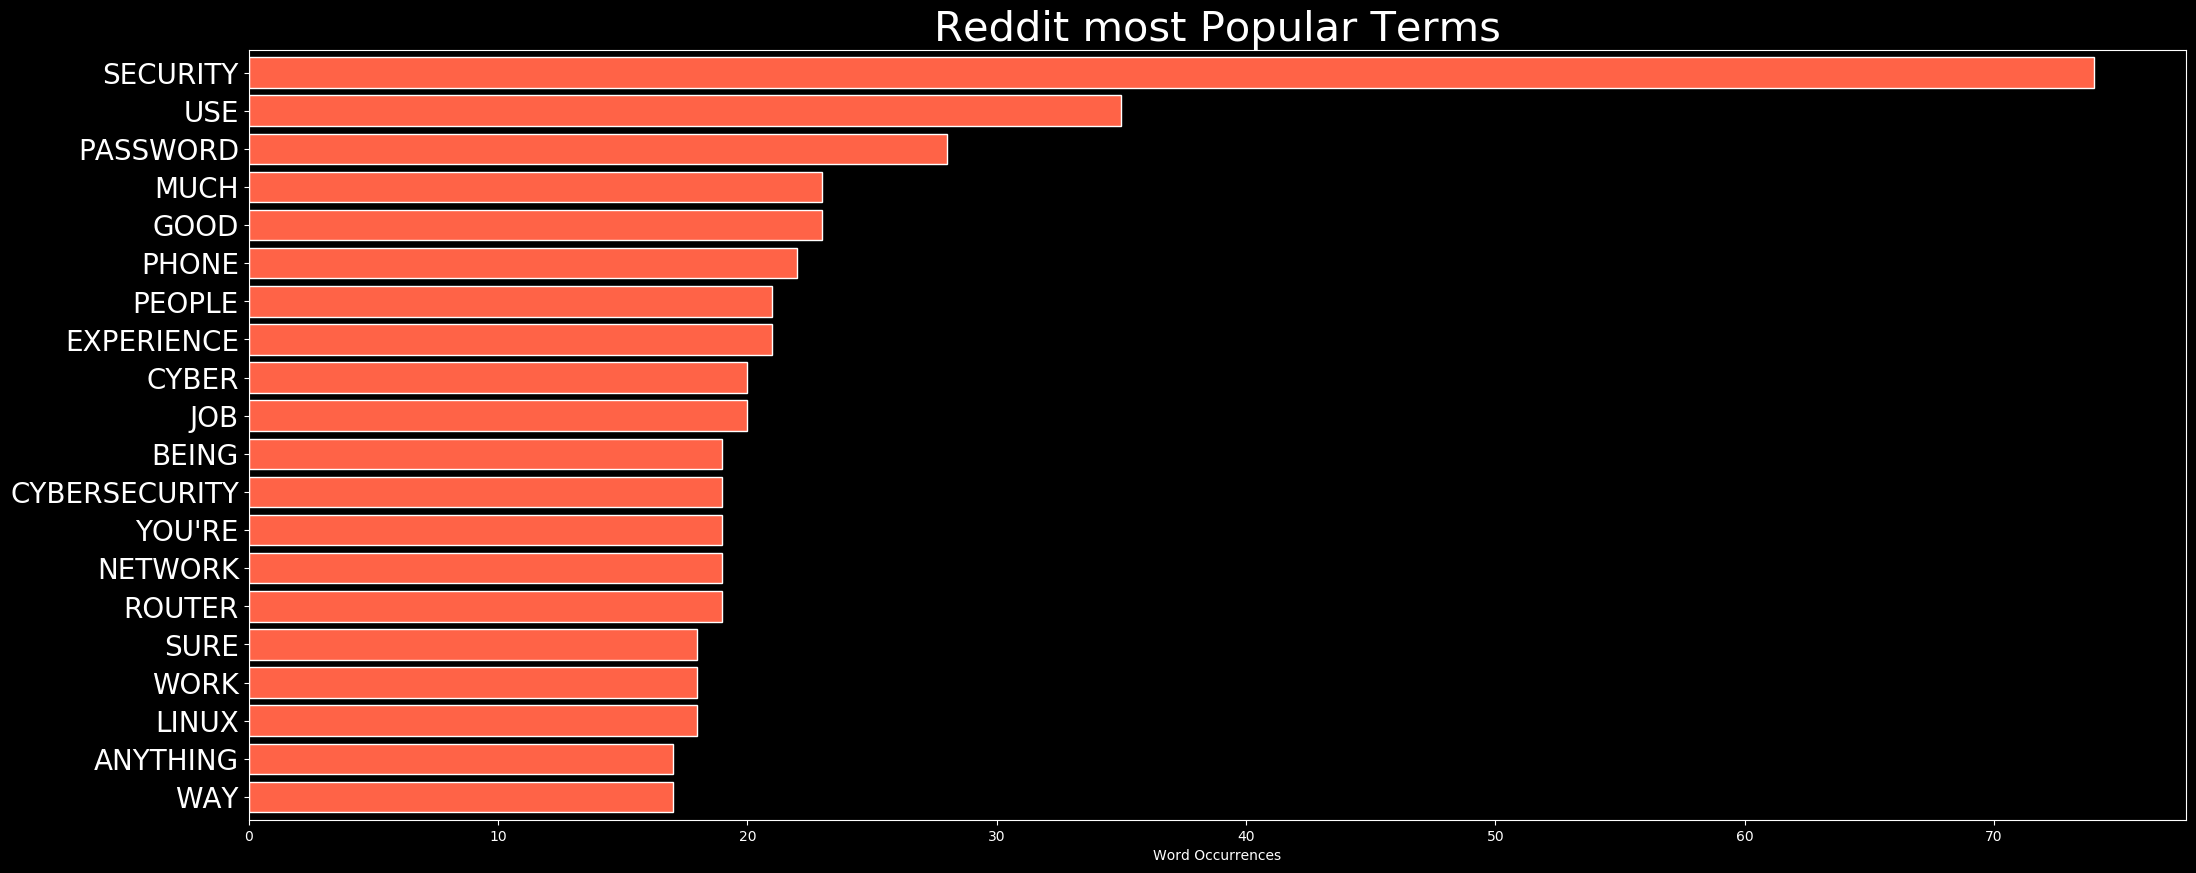 Reddit most Popular Terms
SECURITY
USE
PASSWORD
MUCH
GOOD
PHONE
PEOPLE
EXPERIENCE
CYBER
JOB
BEING
CYBERSECURITY
YOU'RE
NETWORK
ROUTER
SURE
WORK
LINUX
ANYTHING
WAY
0 10 20 30 40 50 60 70
Word Occurrences